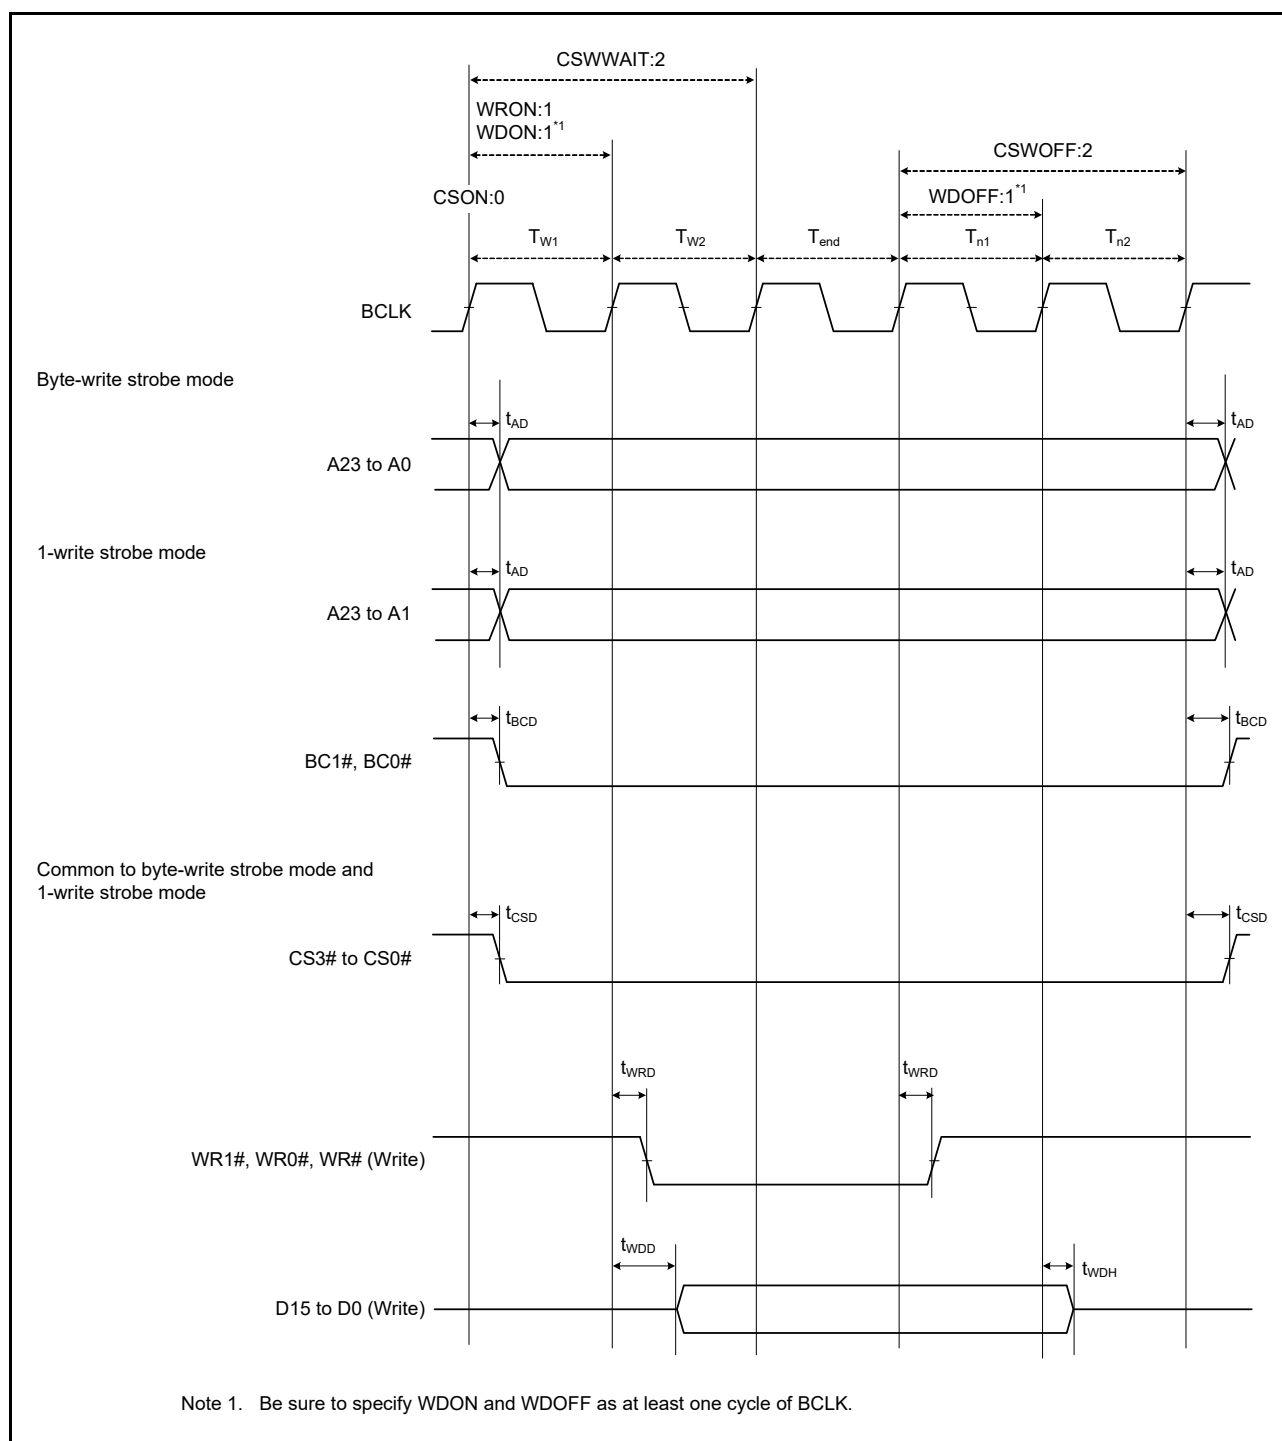 CSWWAIT:2
WRON:1
WDON:1*1
CSWOFF:2
WDOFF:1*1
CSON:0
TW1
TW2
Tend
Tn1
Tn2
BCLK
Byte-write strobe mode
tAD
tAD
A23 to A0
1-write strobe mode
tAD
tAD
A23 to A1
tBCD
tBCD
BC1#, BC0#
Common to byte-write strobe mode and
1-write strobe mode
tCSD
tCSD
CS3# to CS0#
tWRD
tWRD
WR1#, WR0#, WR# (Write)
tWDD
tWDH
D15 to D0 (Write)
Note 1. Be sure to specify WDON and WDOFF as at least one cycle of BCLK.